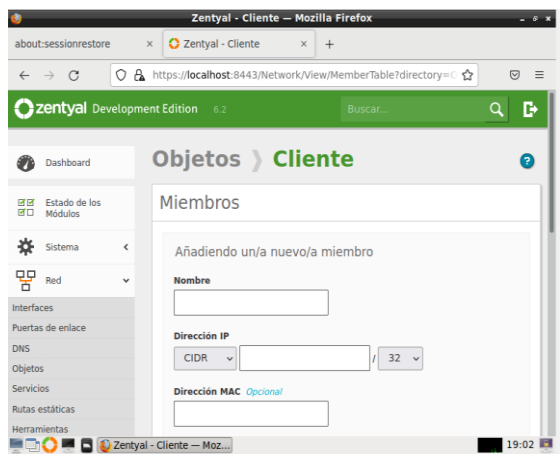 Zentyal - Cliente — Mozilla Firefox
about:sessionrestore × Zentyal - Cliente × +
https://localhost:8443/Network/View/MemberTable?directory=
zentyal Development Edition 6.2 Buscar...
Objetos Cliente ?
Dashboard
Estado de los
Módulos
Sistema
Red
Interfaces
Puertas de enlace
DNS
Objetos
Servicios
Rutas estáticas
Herramientas
Miembros
Añadiendo un/a nuevo/a miembro
Nombre
Dirección IP
CIDR / 32
Dirección MAC Opcional
Zentyal - Cliente — Moz... 19:02